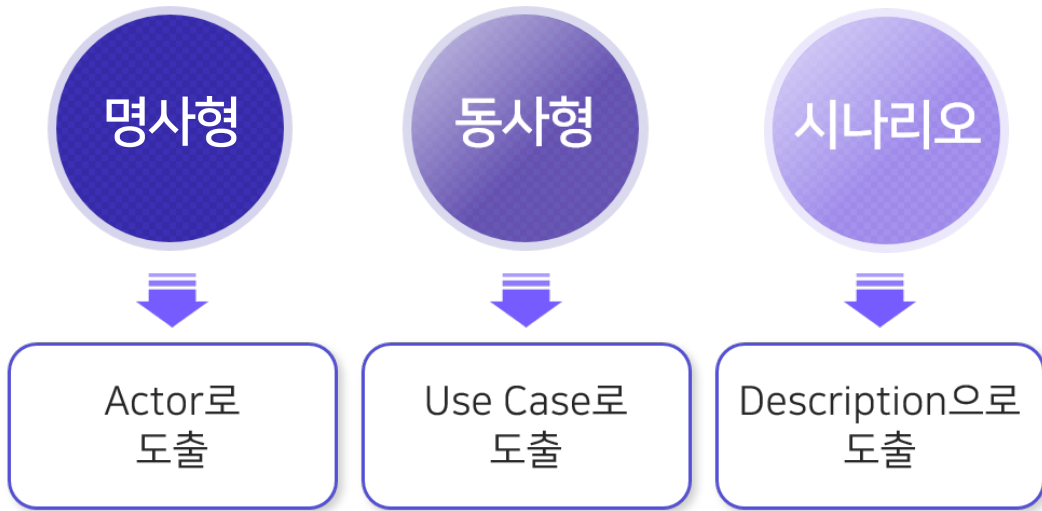 명사형
동사형
시나리오
Actor로
도출
Use Case로
도출
Description으로
도출